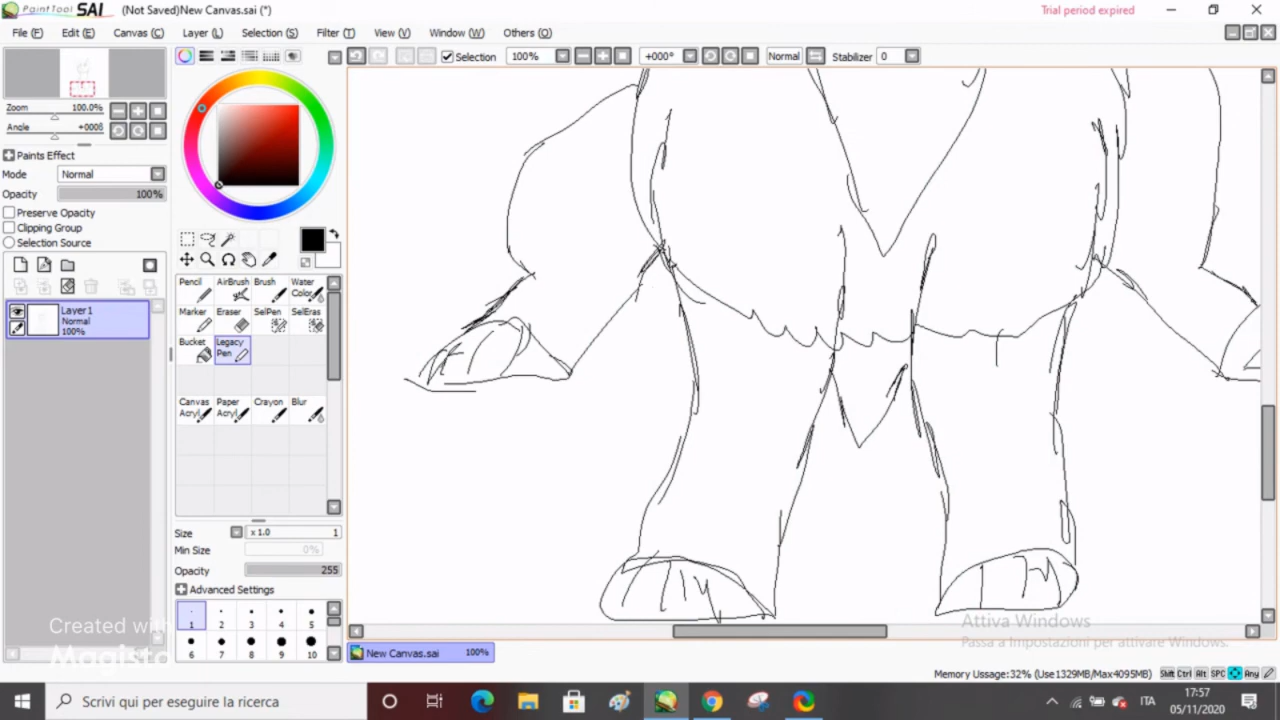 PaintTool SAI (Not Saved)New Canvas.sai (*) Trial period expired
File (F) Edit (E) Canvas (C) Layer (L) Selection (S) Filter (T) View (V) Window (W) Others (O)
Selection 100% +000° Normal Stabilizer 0
Zoom 100.0%
Angle +000δ
Paints Effect
Mode Normal
Opacity 100%
Preserve Opacity
Clipping Group
Selection Source
Layer1
Normal
100%
Pencil AirBrush Brush Water Color
Marker Eraser SelPen SelEras
Bucket Legacy Pen
Canvas Acryl Paper Acryl Crayon Blur
Size x 1.0 1
Min Size 0%
Opacity 255
Advanced Settings
1 2 3 4 5
6 7 8 9 10
Created with
Magisto
New Canvas.sai 100%
Attiva Windows
Passa a Impostazioni per attivare Windows.
Memory Ussage:32% (Use1329MB/Max4095MB) Shift Ctrl Alt SPC Any
Scrivi qui per eseguire la ricerca
ITA 17:57
05/11/2020